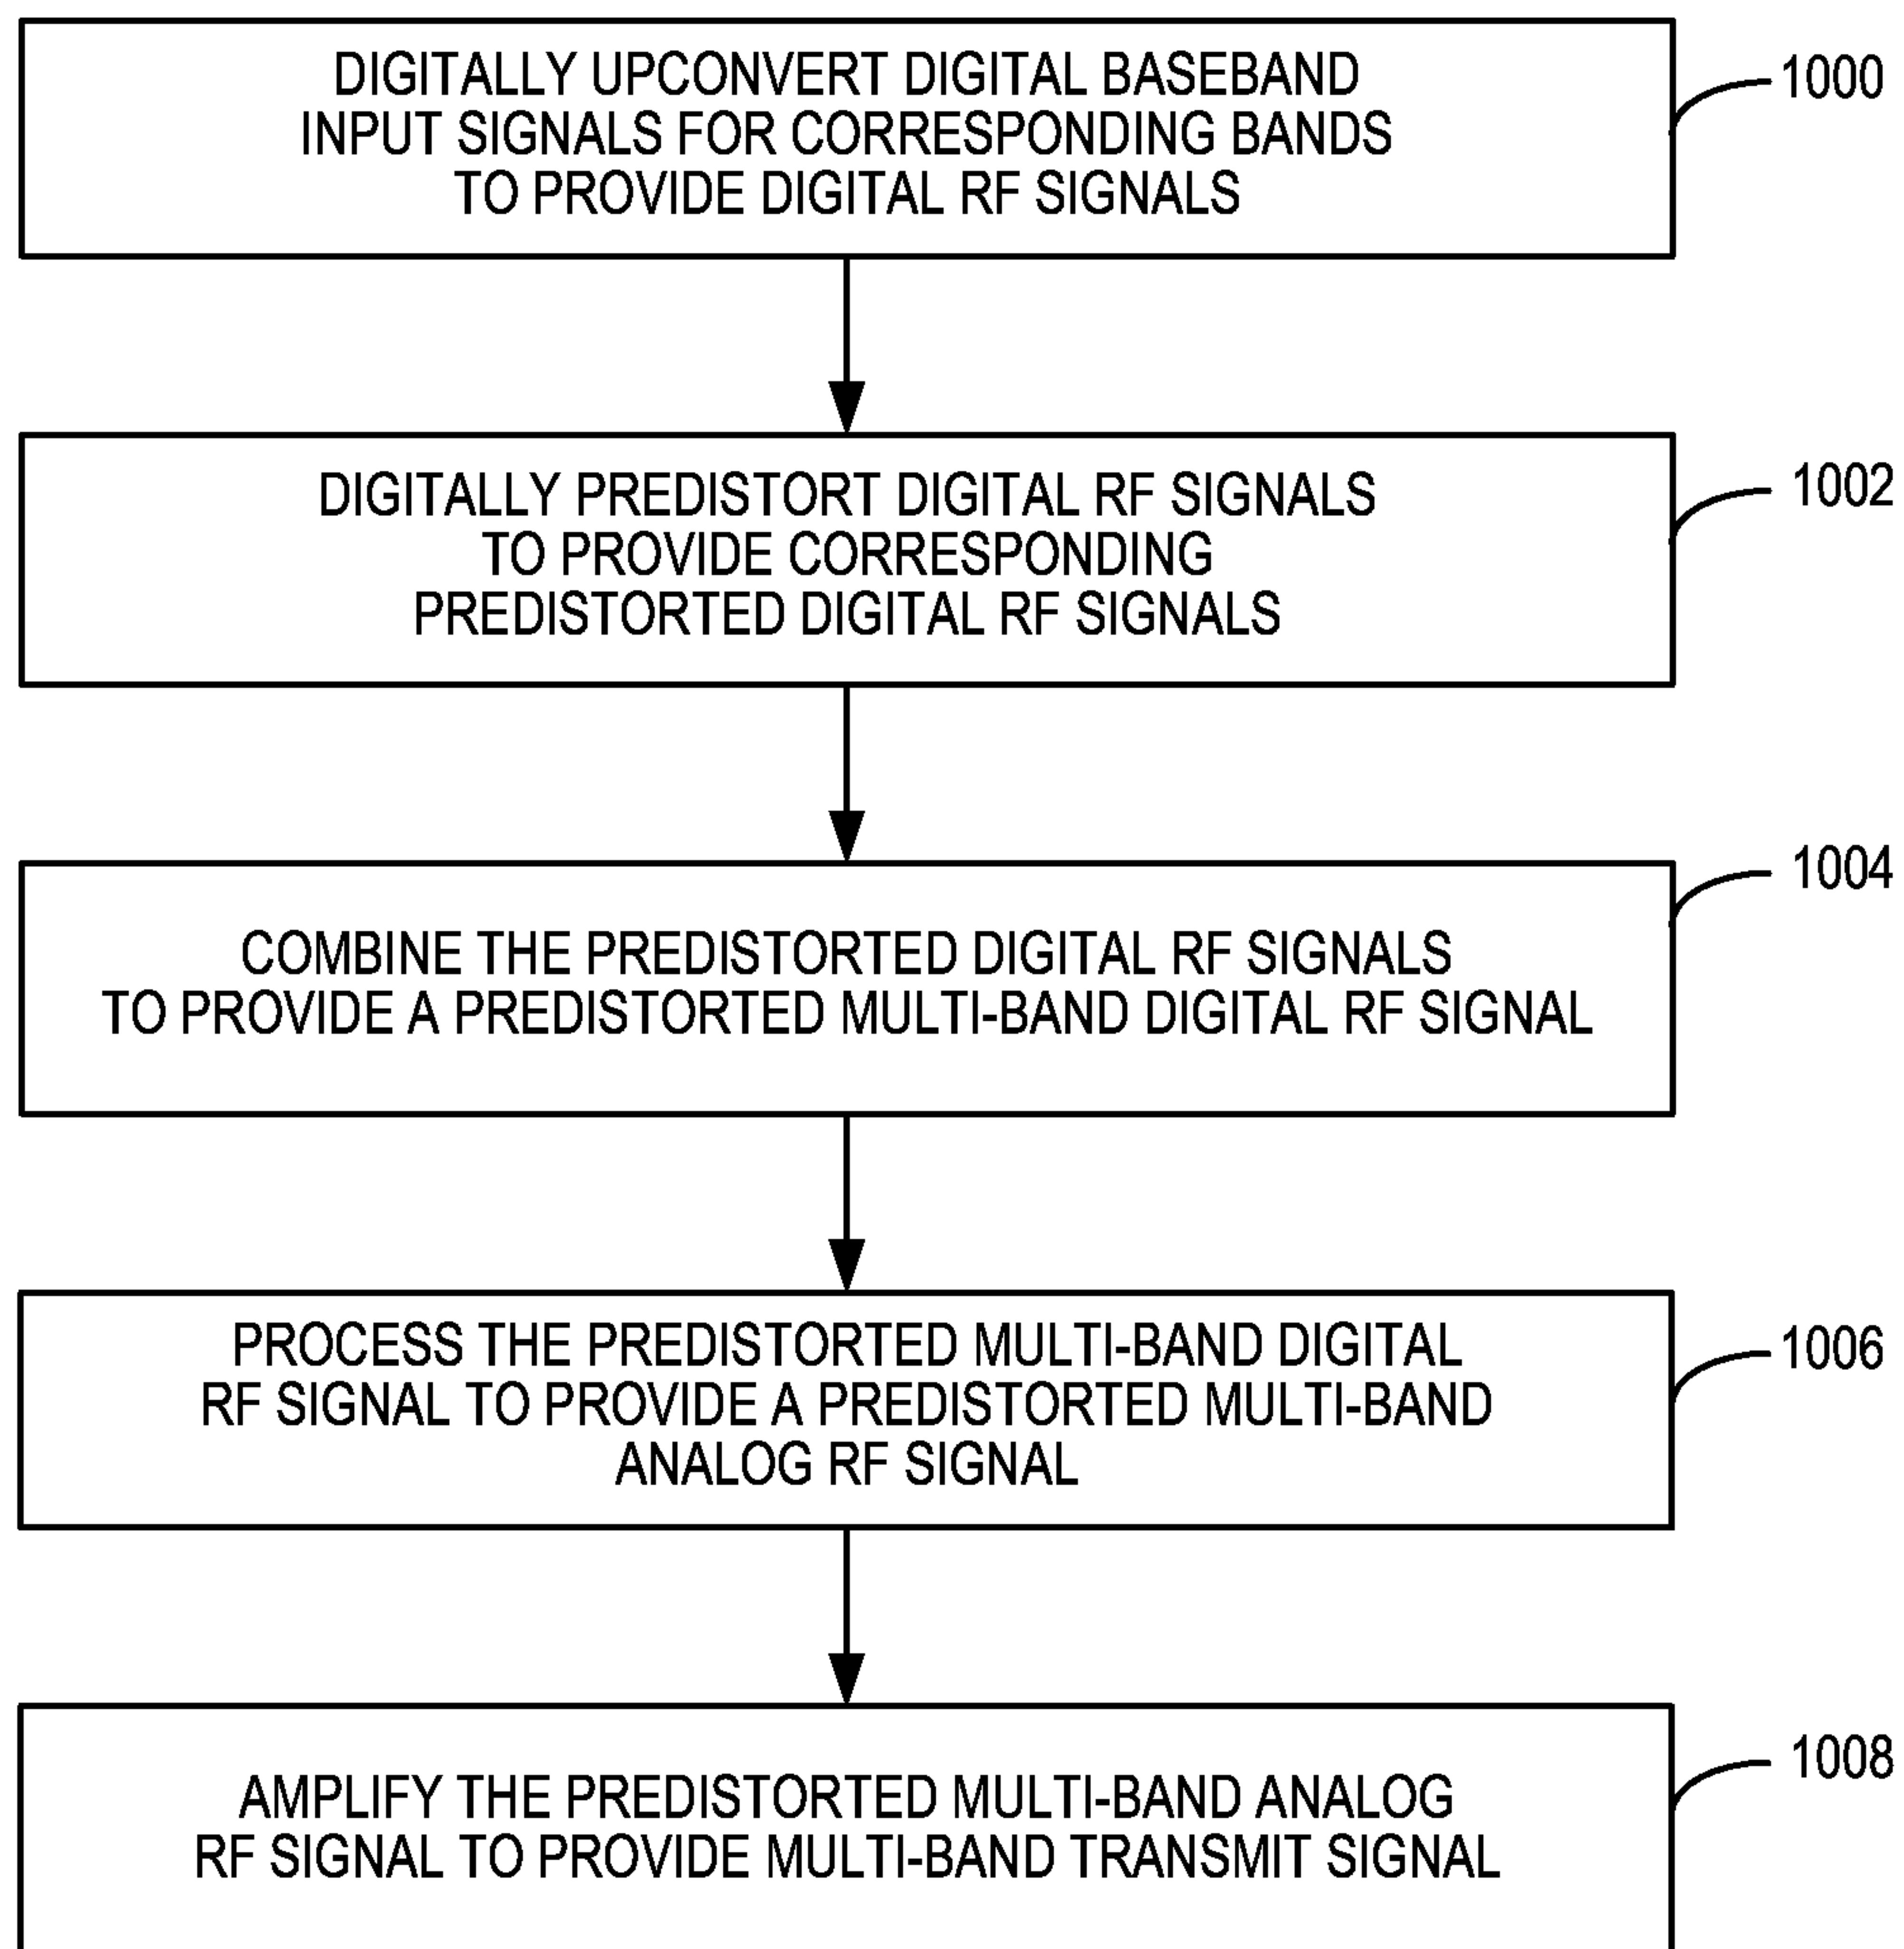 DIGITALLY UPCONVERT DIGITAL BASEBAND
INPUT SIGNALS FOR CORRESPONDING BANDS
TO PROVIDE DIGITAL RF SIGNALS
1000
DIGITALLY PREDISTORT DIGITAL RF SIGNALS
TO PROVIDE CORRESPONDING
PREDISTORTED DIGITAL RF SIGNALS
1002
COMBINE THE PREDISTORTED DIGITAL RF SIGNALS
TO PROVIDE A PREDISTORTED MULTI-BAND DIGITAL RF SIGNAL
1004
PROCESS THE PREDISTORTED MULTI-BAND DIGITAL
RF SIGNAL TO PROVIDE A PREDISTORTED MULTI-BAND
ANALOG RF SIGNAL
1006
AMPLIFY THE PREDISTORTED MULTI-BAND ANALOG
RF SIGNAL TO PROVIDE MULTI-BAND TRANSMIT SIGNAL
1008